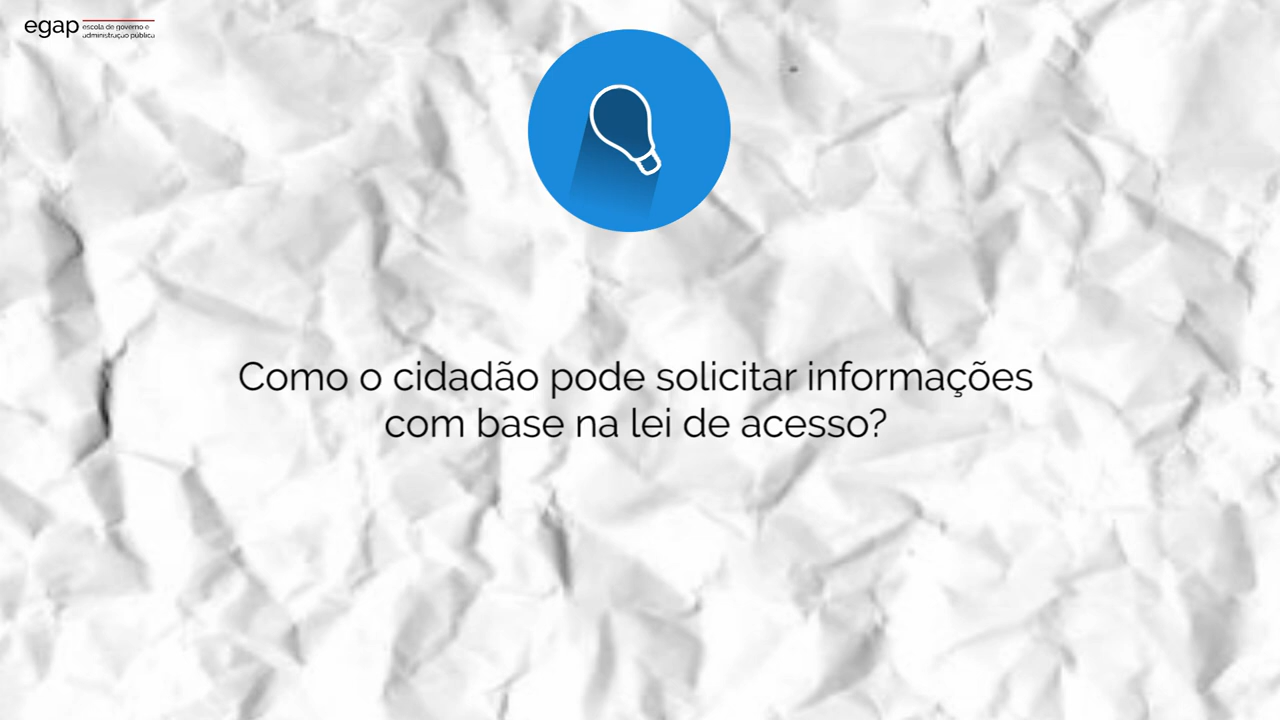 egap escola de governo e
administração pública
Como o cidadão pode solicitar informações
com base na lei de acesso?